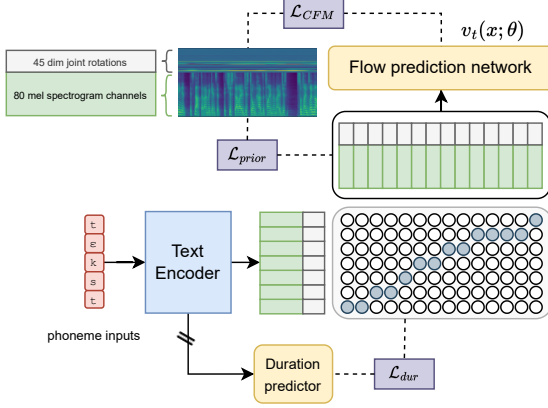 𝓛_CFM
v_t(x; θ)
45 dim joint rotations
80 mel spectrogram channels
Flow prediction network
𝓛_prior
t
ɛ
k
s
t
Text
Encoder
phoneme inputs
Duration
predictor
𝓛_dur